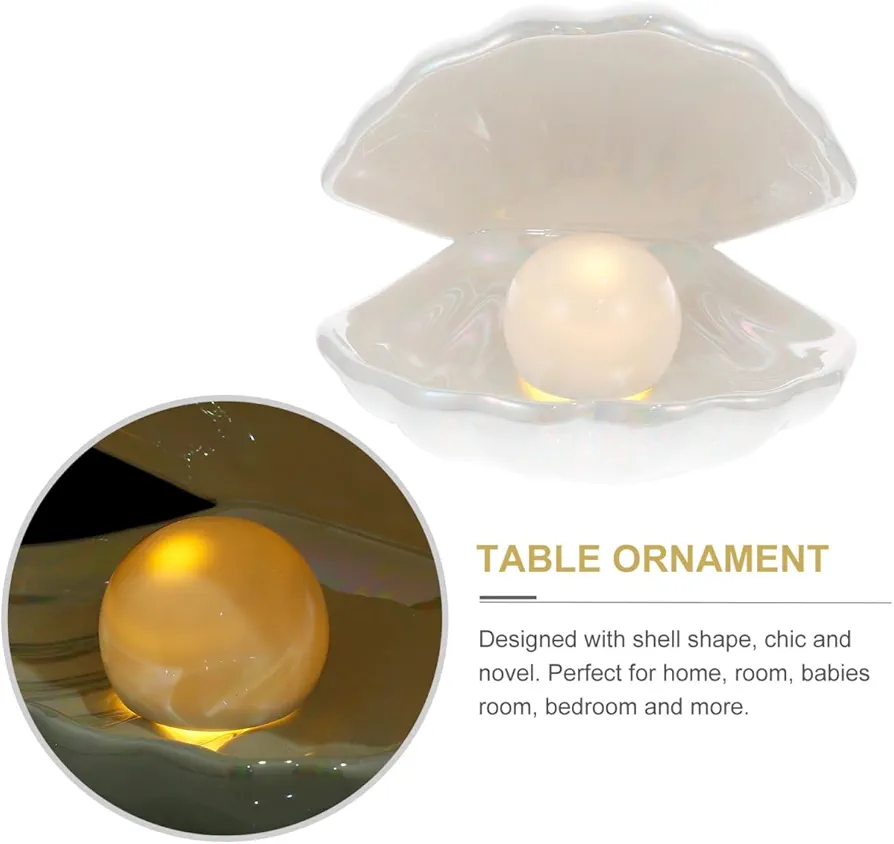 TABLE ORNAMENT
Designed with shell shape, chic and
novel. Perfect for home, room, babies
room, bedroom and more.